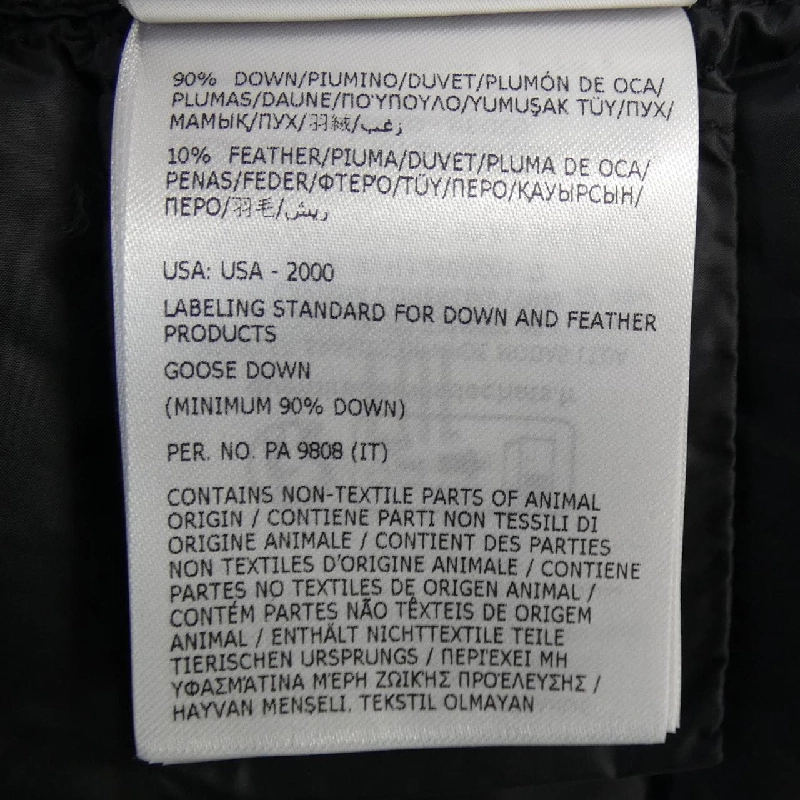 90% DOWN/PIUMINO/DUVET/PLUMÓN DE OCA/
PLUMAS/DAUNE/ΠΟΎΠΟΥΛΟ/YUMUŞAK TÜY/ПУХ/
МАМЫҚ/ПУХ/羽絨/زغب/
10% FEATHER/PIUMA/DUVET/PLUMA DE OCA/
PENAS/FEDER/ΦΤΕΡΌ/TÜY/ПЕРО/ҚАУЫРСЫН/
ПЕРО/羽毛/ريش/
USA: USA - 2000
LABELING STANDARD FOR DOWN AND FEATHER
PRODUCTS
GOOSE DOWN
(MINIMUM 90% DOWN)
PER. NO. PA 9808 (IT)
CONTAINS NON-TEXTILE PARTS OF ANIMAL
ORIGIN / CONTIENE PARTI NON TESSILI DI
ORIGINE ANIMALE / CONTIENT DES PARTIES
NON TEXTILES D'ORIGINE ANIMALE / CONTIENE
PARTES NO TEXTILES DE ORIGEN ANIMAL /
CONTÉM PARTES NÃO TÊXTEIS DE ORIGEM
ANIMAL / ENTHÄLT NICHTTEXTILE TEILE
TIERISCHEN URSPRUNGS / ΠΕΡΙΈΧΕΙ ΜΗ
ΥΦΑΣΜΆΤΙΝΑ ΜΈΡΗ ΖΩΙΚΉΣ ΠΡΟΈΛΕΥΣΗΣ /
HAYVAN MENŞELI. TEKSTIL OLMAYAN